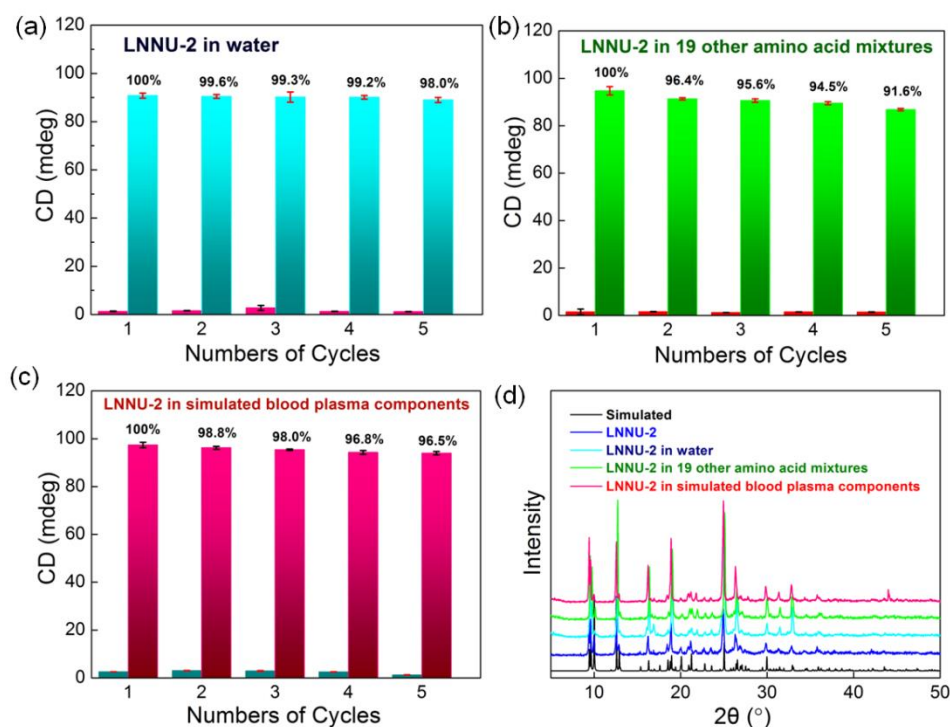 (a)
LNNU-2 in water
120
100
80
60
40
20
0
CD (mdeg)
100%
99.6%
99.3%
99.2%
98.0%
1 2 3 4 5
Numbers of Cycles
(b)
LNNU-2 in 19 other amino acid mixtures
120
100
80
60
40
20
0
CD (mdeg)
100%
96.4%
95.6%
94.5%
91.6%
1 2 3 4 5
Numbers of Cycles
(c)
LNNU-2 in simulated blood plasma components
120
100
80
60
40
20
0
CD (mdeg)
100%
98.8%
98.0%
96.8%
96.5%
1 2 3 4 5
Numbers of Cycles
(d)
Simulated
LNNU-2
LNNU-2 in water
LNNU-2 in 19 other amino acid mixtures
LNNU-2 in simulated blood plasma components
Intensity
10 20 30 40 50
2θ (°)